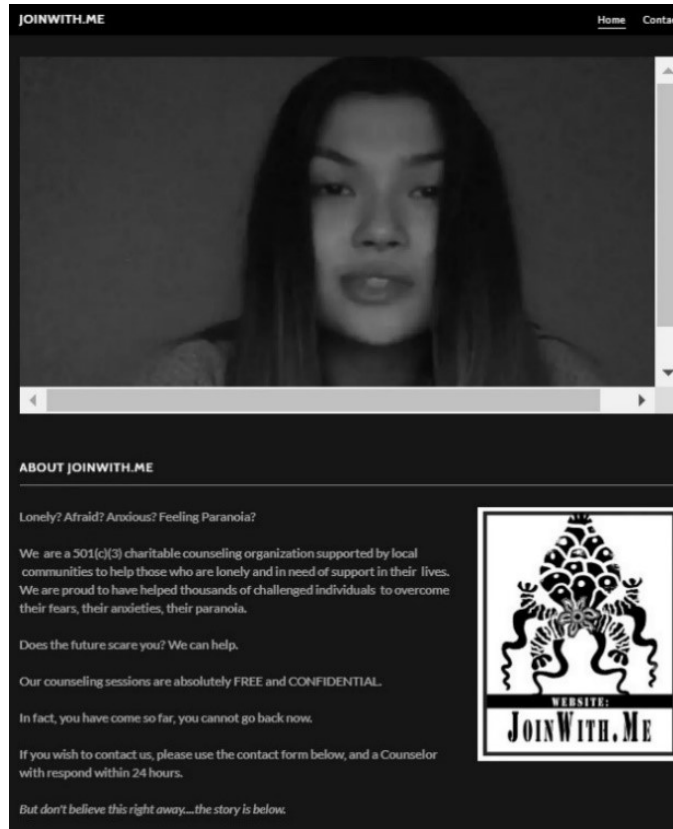 JOINWITH.ME
Home
ABOUT JOINWITH.ME
Lonely? Afraid? Anxious? Feeling Paranoia?
We are a 501(c)(3) charitable counseling organization supported by local
communities to help those who are lonely and in need of support in their lives.
We are proud to have helped thousands of challenged individuals to overcome
their fears, their anxieties, their paranoia.
Does the future scare you? We can help.
Our counseling sessions are absolutely FREE and CONFIDENTIAL.
In fact, you have come so far, you cannot go back now.
If you wish to contact us, please use the contact form below, and a Counselor
with respond within 24 hours.
But don't believe this right away....the story is below.
WEBSITE:
JOINWITH.ME